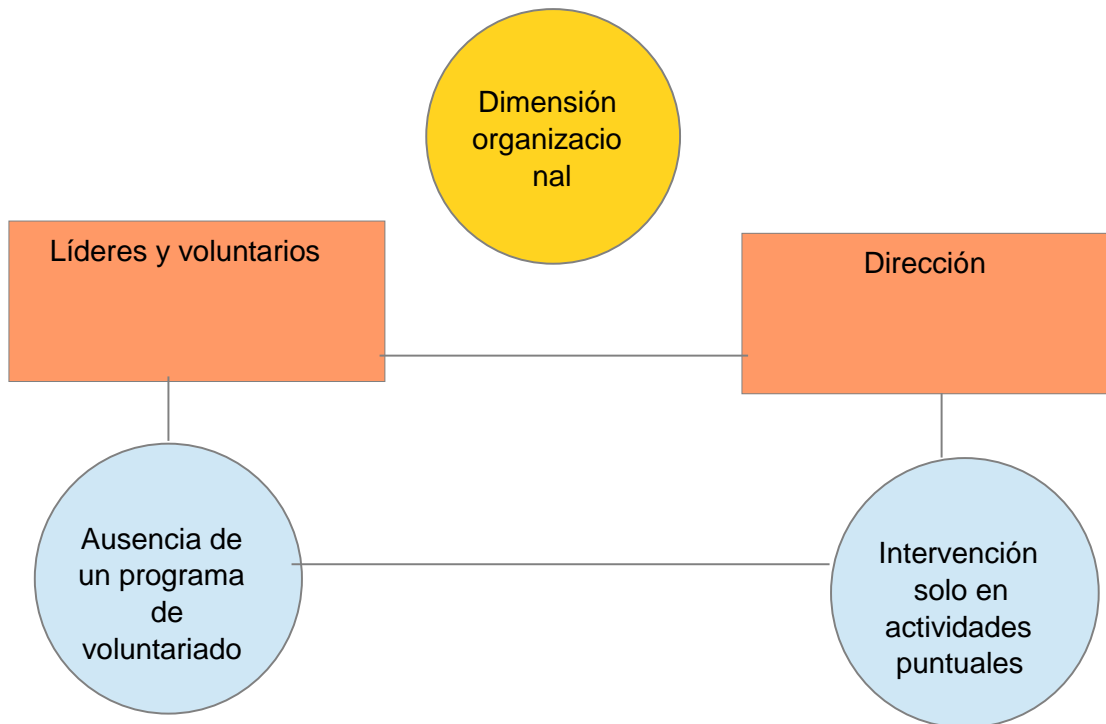 Dimensión
organizacio
nal
Líderes y voluntarios
Dirección
Ausencia de
un programa
de
voluntariado
Intervención
solo en
actividades
puntuales